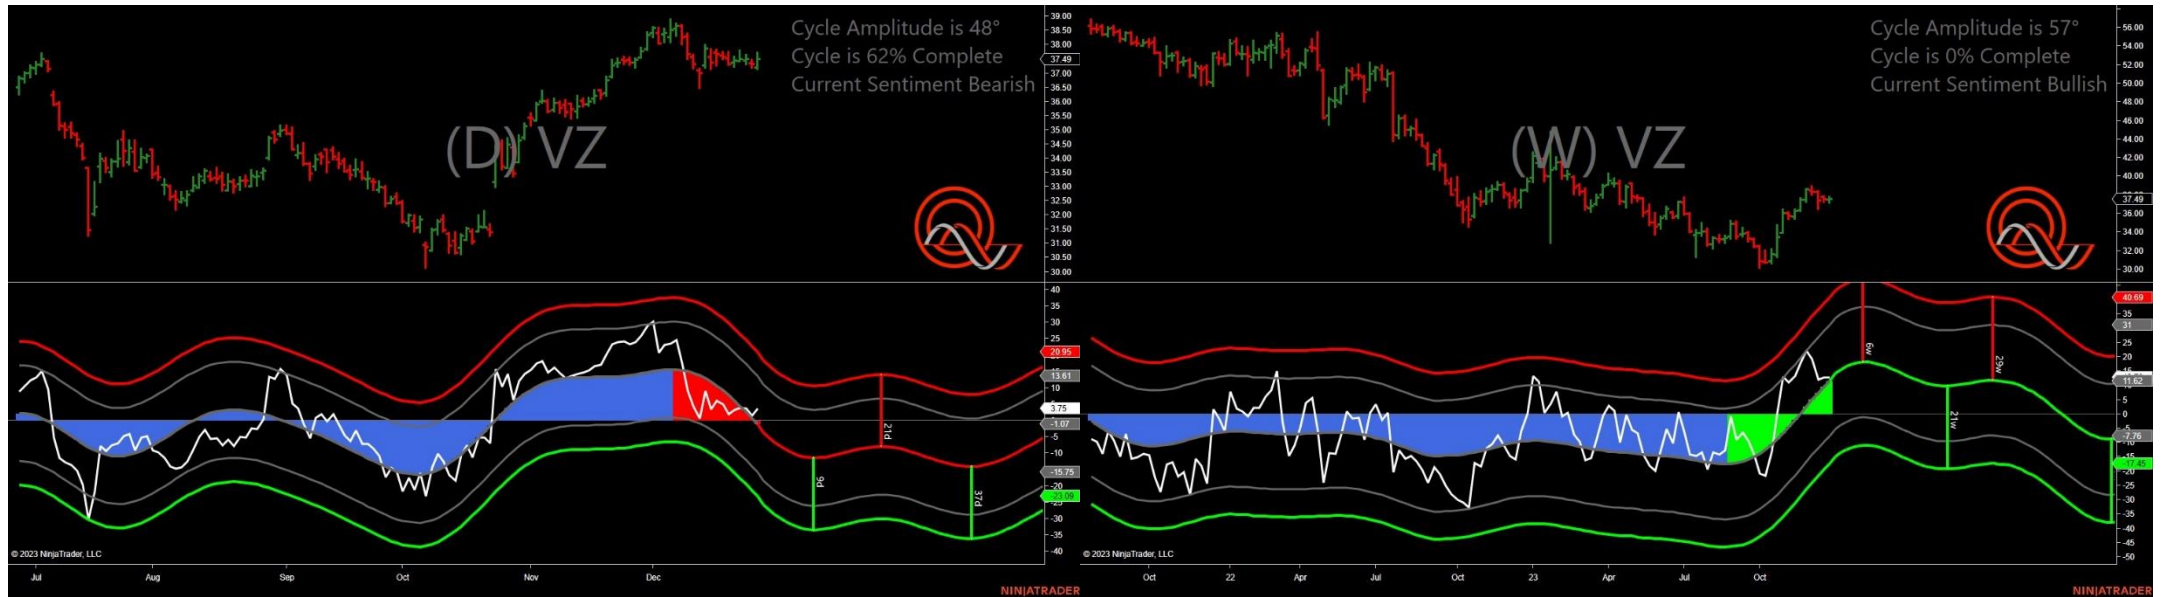 Cycle Amplitude is 48°
Cycle is 62% Complete
Current Sentiment Bearish
(D) VZ
39.00
38.50
38.00
37.49
37.00
36.50
36.00
35.50
35.00
34.50
34.00
33.50
33.00
32.50
32.00
31.50
31.00
30.50
30.00
40
35
30
25
20.95
13.61
10
3.75
-1.07
-5
-10
-15.75
-20
-23.09
-30
-35
-40
9d
21d
37d
© 2023 NinjaTrader, LLC
Jul
Aug
Sep
Oct
Nov
Dec
NINJATRADER
Cycle Amplitude is 57°
Cycle is 0% Complete
Current Sentiment Bullish
(W) VZ
56.00
54.00
52.00
50.00
48.00
46.00
44.00
42.00
40.00
37.49
36.00
34.00
32.00
30.00
40.69
35
31
25
20
15
11.62
5
0
-7.76
-17.45
-25
-30
-35
-40
-45
-50
6w
29w
21w
© 2023 NinjaTrader, LLC
Oct
22
Apr
Jul
Oct
23
Apr
Jul
Oct
NINJATRADER